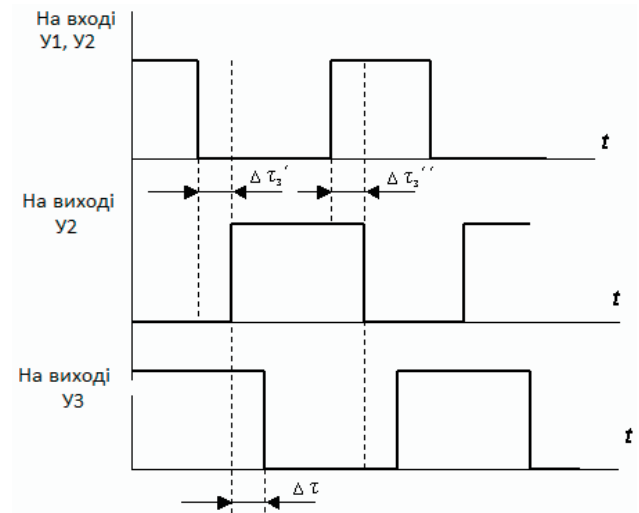 На вході
У1, У2
t
Δ τз′
Δ τз′′
На виході
У2
t
На виході
У3
t
Δ τ